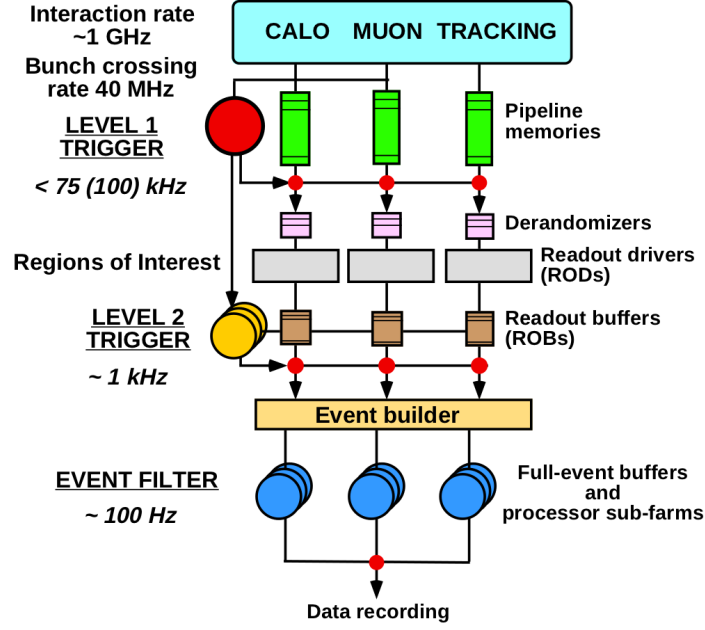 Interaction rate
~1 GHz
CALO MUON TRACKING
Bunch crossing
rate 40 MHz
Pipeline
memories
LEVEL 1
TRIGGER
< 75 (100) kHz
Derandomizers
Regions of Interest
Readout drivers
(RODs)
LEVEL 2
TRIGGER
Readout buffers
(ROBs)
~ 1 kHz
Event builder
EVENT FILTER
~ 100 Hz
Full-event buffers
and
processor sub-farms
Data recording